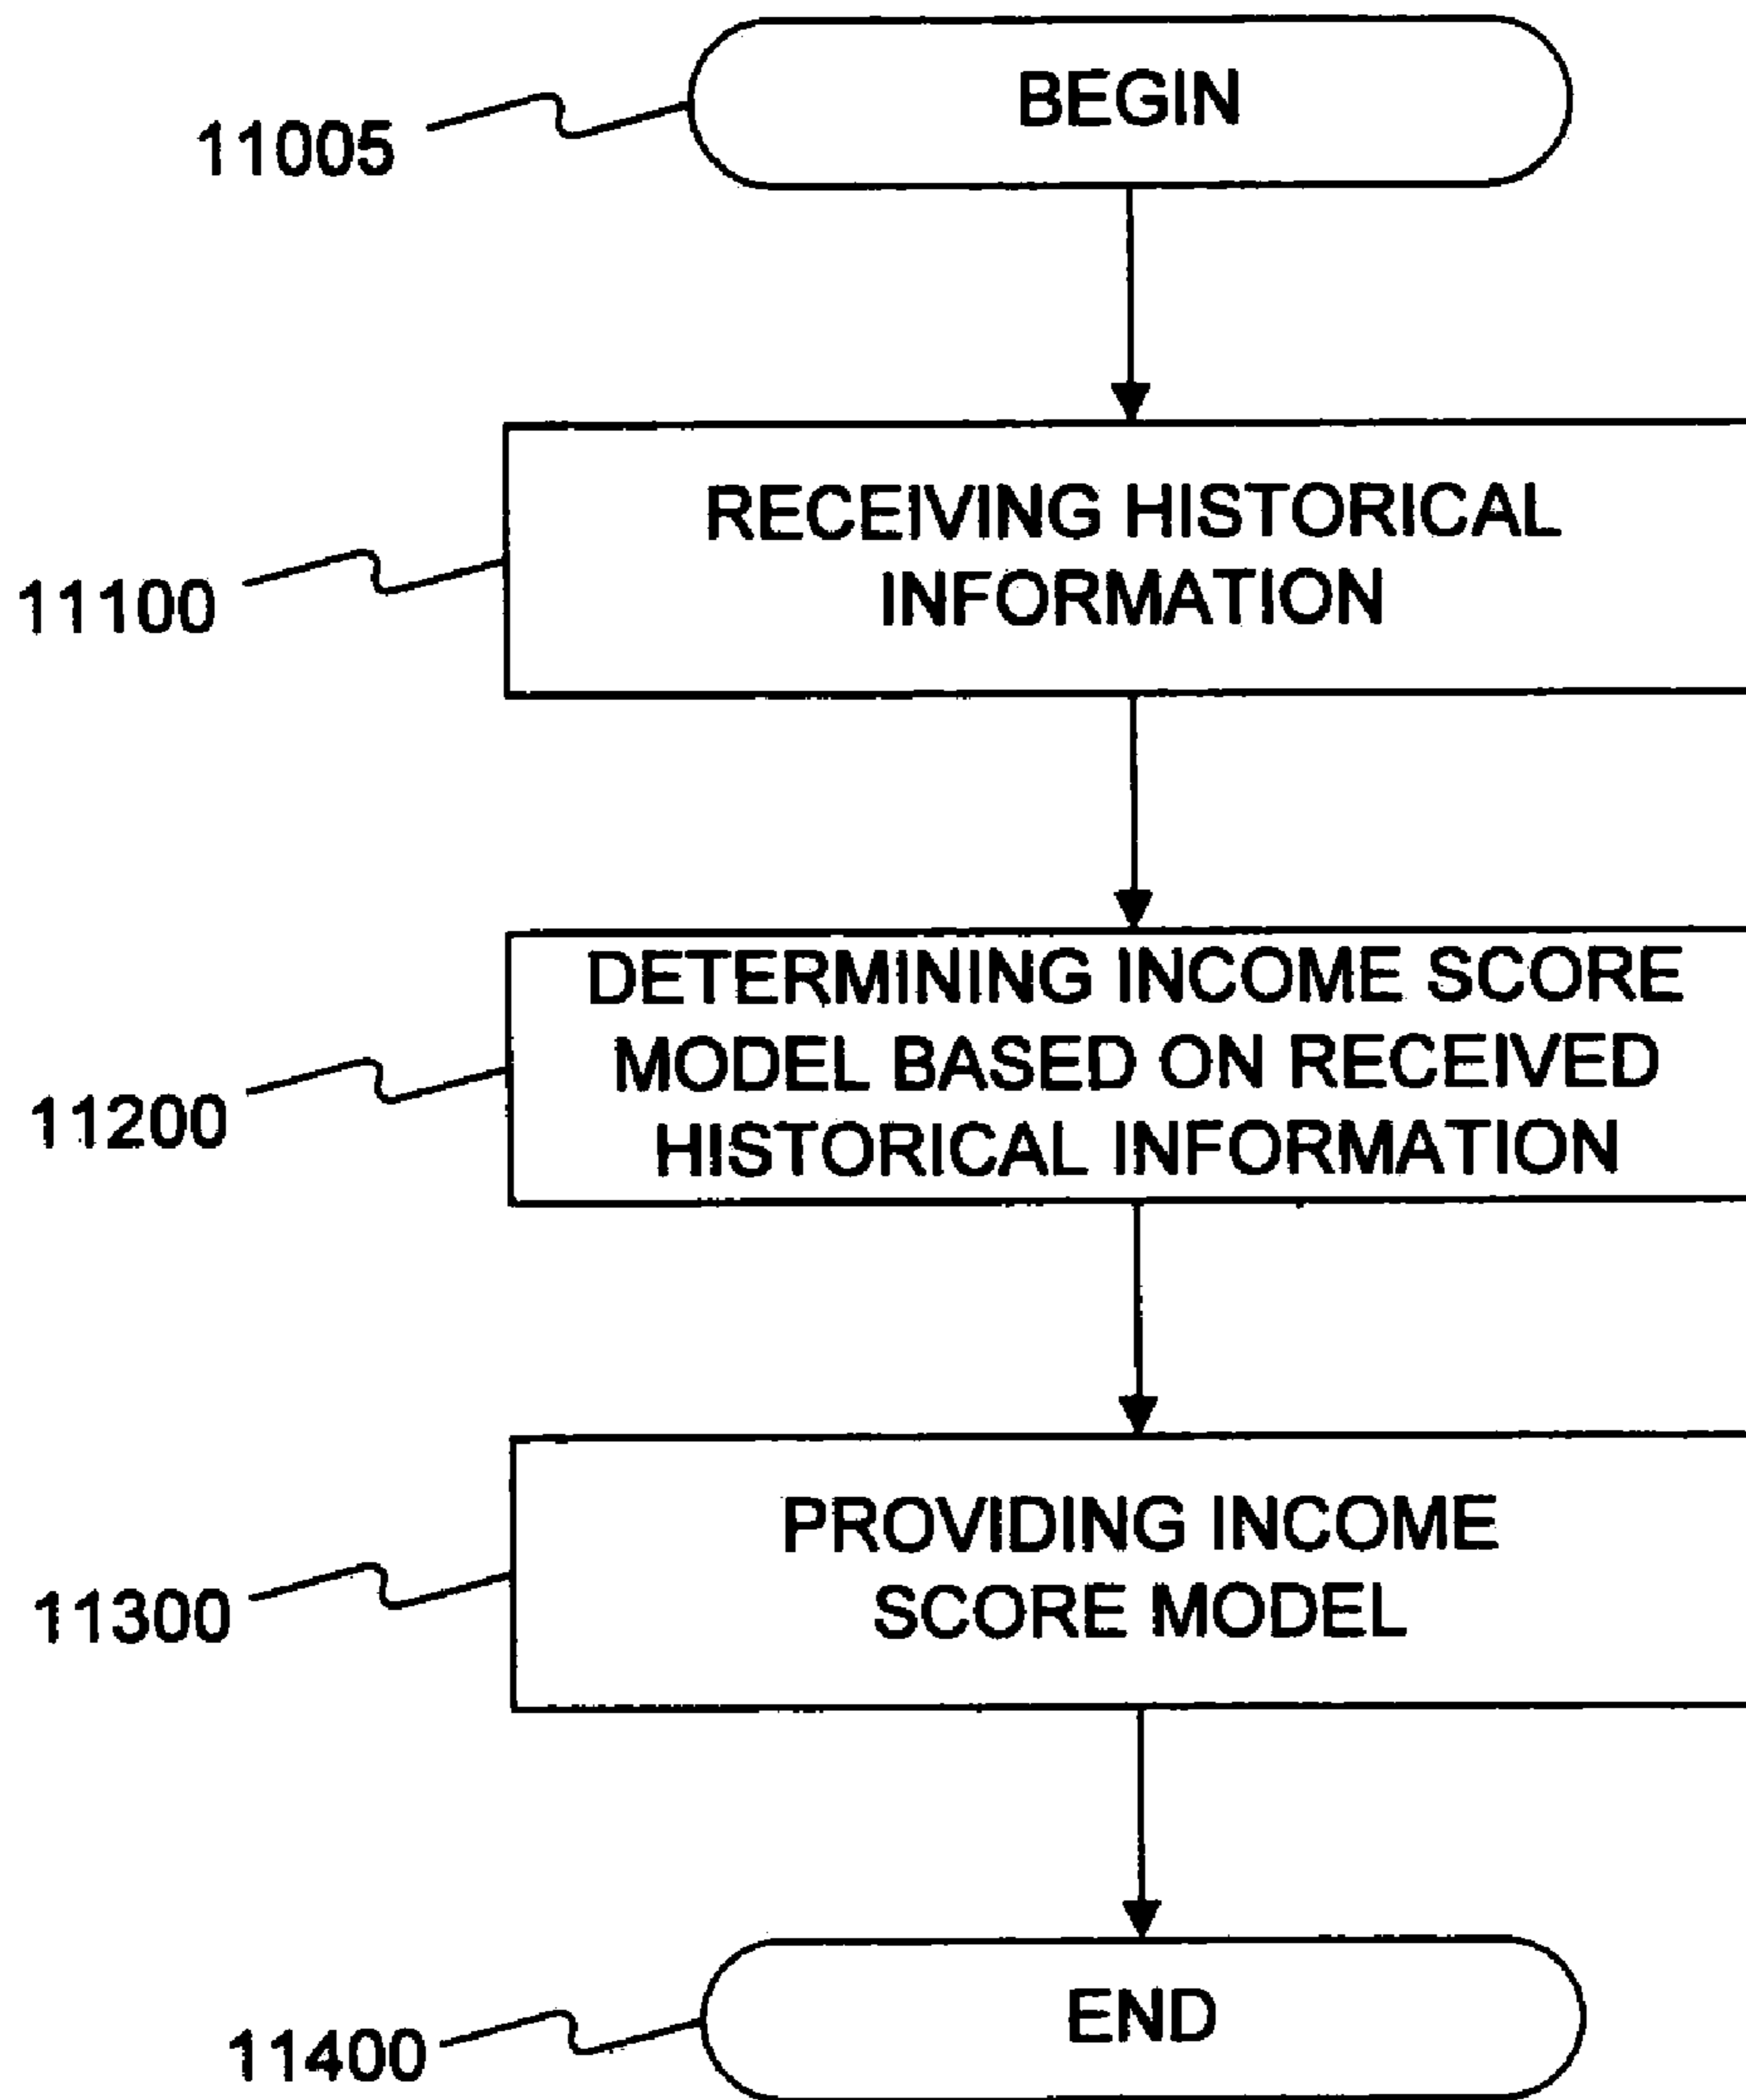 BEGIN
11005
RECEIVING HISTORICAL
INFORMATION
11100
DETERMINING INCOME SCORE
MODEL BASED ON RECEIVED
HISTORICAL INFORMATION
11200
PROVIDING INCOME
SCORE MODEL
11300
END
11400